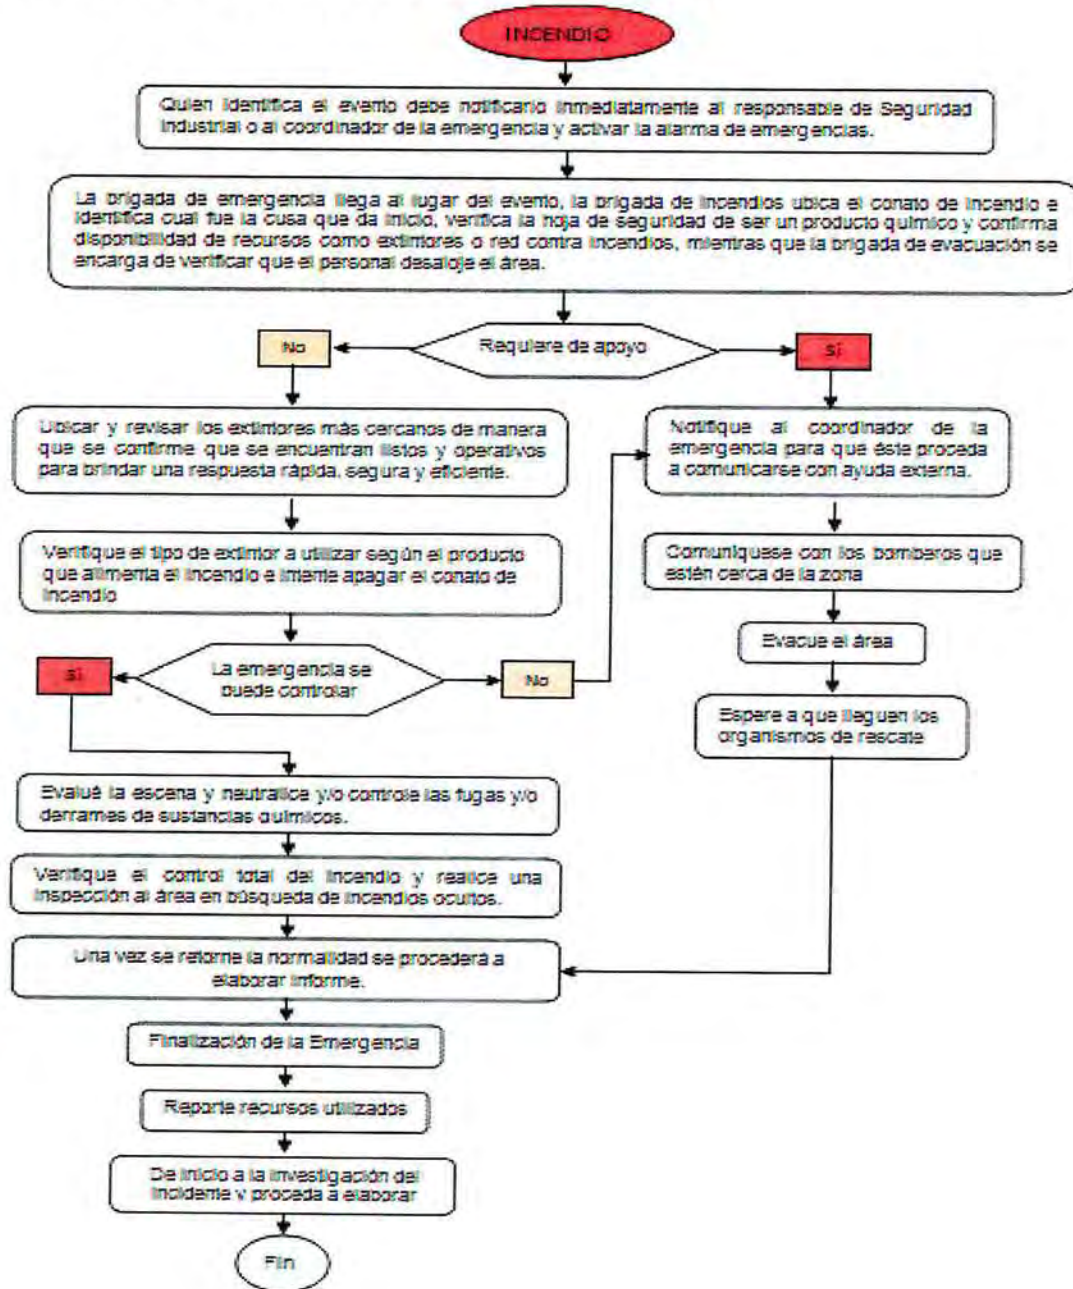 INCENDIO
Quien identifica el evento debe notificarlo inmediatamente al responsable de Seguridad
Industrial o al coordinador de la emergencia y activar la alarma de emergencias.
La brigada de emergencia llega al lugar del evento, la brigada de incendios ubica el conato de incendio e
identifica cual fue la cusa que da inicio, verifica la hoja de seguridad de ser un producto químico y confirma
disponibilidad de recursos como extintores o red contra incendios, mientras que la brigada de evacuación se
encarga de verificar que el personal desaloje el área.
No
Requiere de apoyo
sí
Ubicar y revisar los extintores más cercanos de manera
que se confirme que se encuentran listos y operativos
para brindar una respuesta rápida, segura y eficiente.
Notifique al coordinador de la
emergencia para que éste proceda
a comunicarse con ayuda externa.
Verifique el tipo de extintor a utilizar según el producto
que alimenta el incendio e intente apagar el conato de
incendio
Comuníquese con los bomberos que
estén cerca de la zona
Evacue el área
sí
La emergencia se
puede controlar
No
Espere a que lleguen los
organismos de rescate
Evalué la escena y neutralice y/o controle las fugas y/o
derrames de sustancias químicos.
Verifique el control total del incendio y realice una
inspección al área en búsqueda de incendios ocultos.
Una vez se retorne la normalidad se procederá a
elaborar informe.
Finalización de la Emergencia
Reporte recursos utilizados
De inicio a la investigación del
incidente y proceda a elaborar
Fin